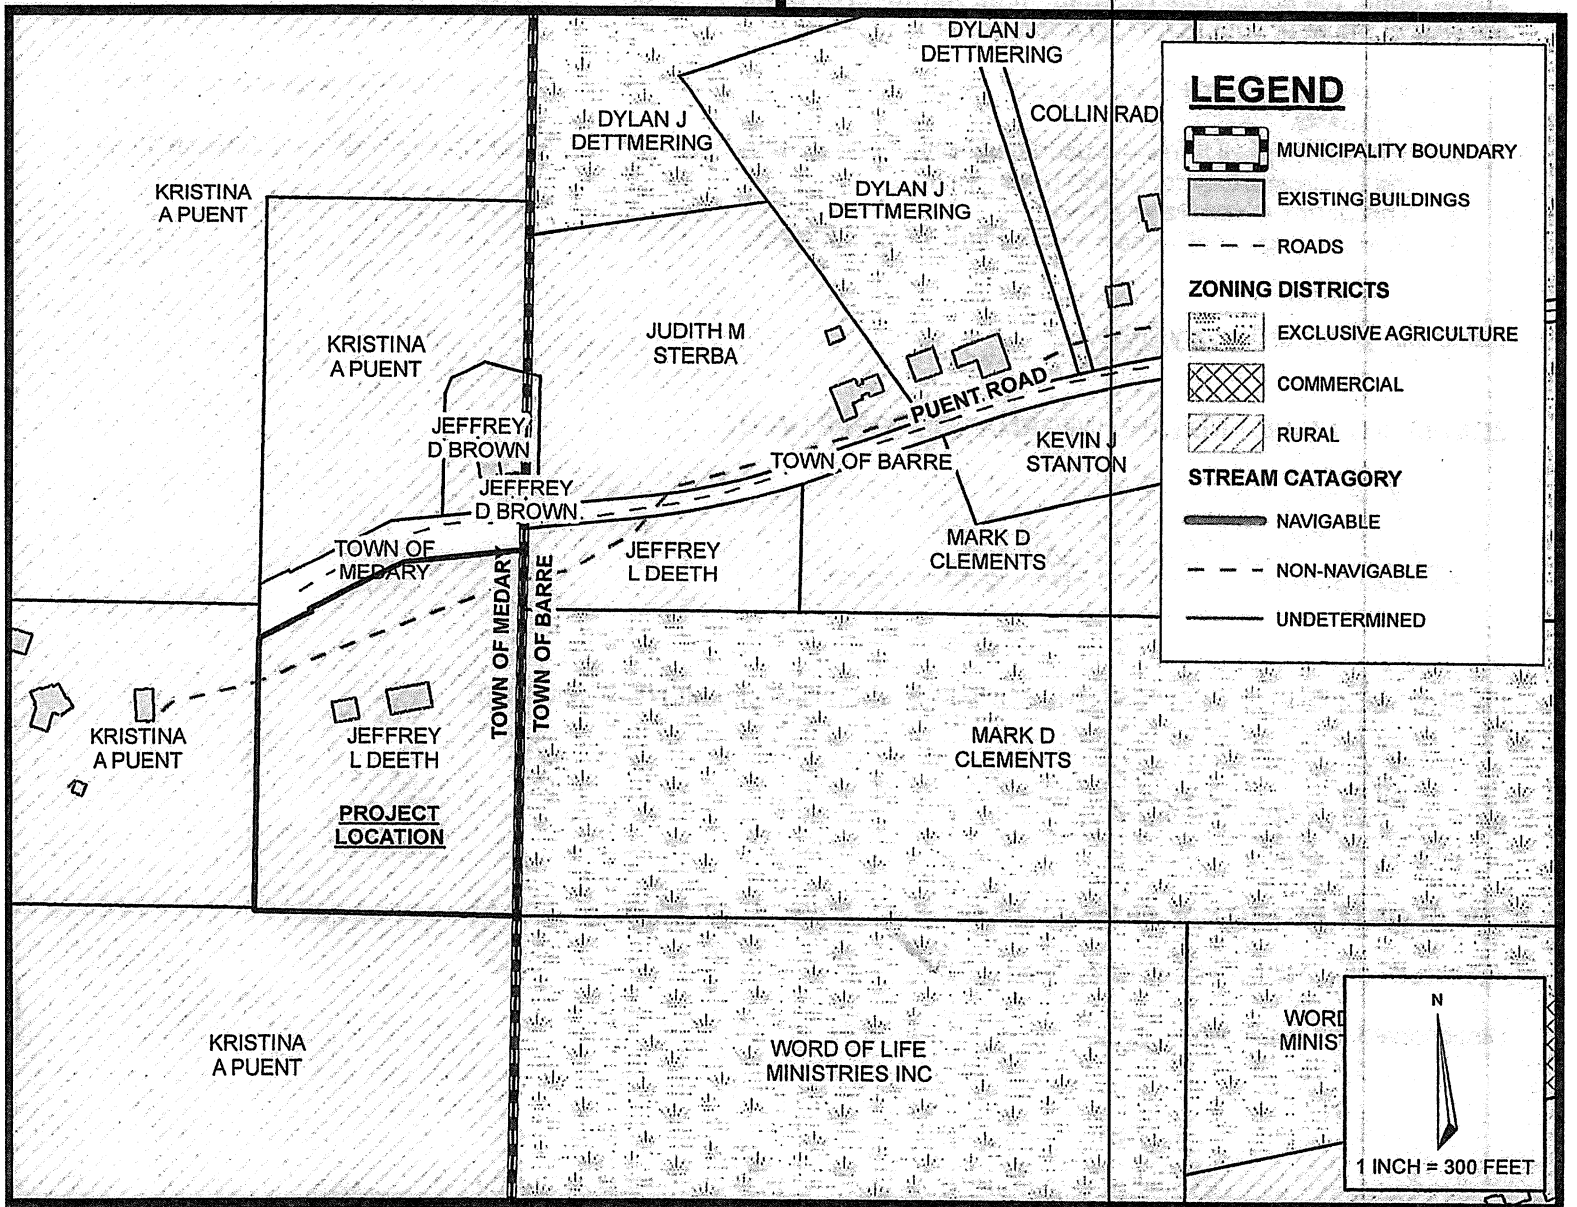 DYLAN J
DETTMERING
COLLIN RAD
DYLAN J
DETTMERING
DYLAN J
DETTMERING
KRISTINA
A PUENT
KRISTINA
A PUENT
JUDITH M
STERBA
JEFFREY
D BROWN
JEFFREY
D BROWN
PUENT ROAD
TOWN OF BARRE
KEVIN J
STANTON
TOWN OF
MEDARY
JEFFREY
L DEETH
MARK D
CLEMENTS
TOWN OF MEDARY
TOWN OF BARRE
KRISTINA
A PUENT
JEFFREY
L DEETH
PROJECT
LOCATION
MARK D
CLEMENTS
KRISTINA
A PUENT
WORD OF LIFE
MINISTRIES INC
WORD
MINIST
LEGEND
MUNICIPALITY BOUNDARY
EXISTING BUILDINGS
ROADS
ZONING DISTRICTS
EXCLUSIVE AGRICULTURE
COMMERCIAL
RURAL
STREAM CATAGORY
NAVIGABLE
NON-NAVIGABLE
UNDETERMINED
N
1 INCH = 300 FEET